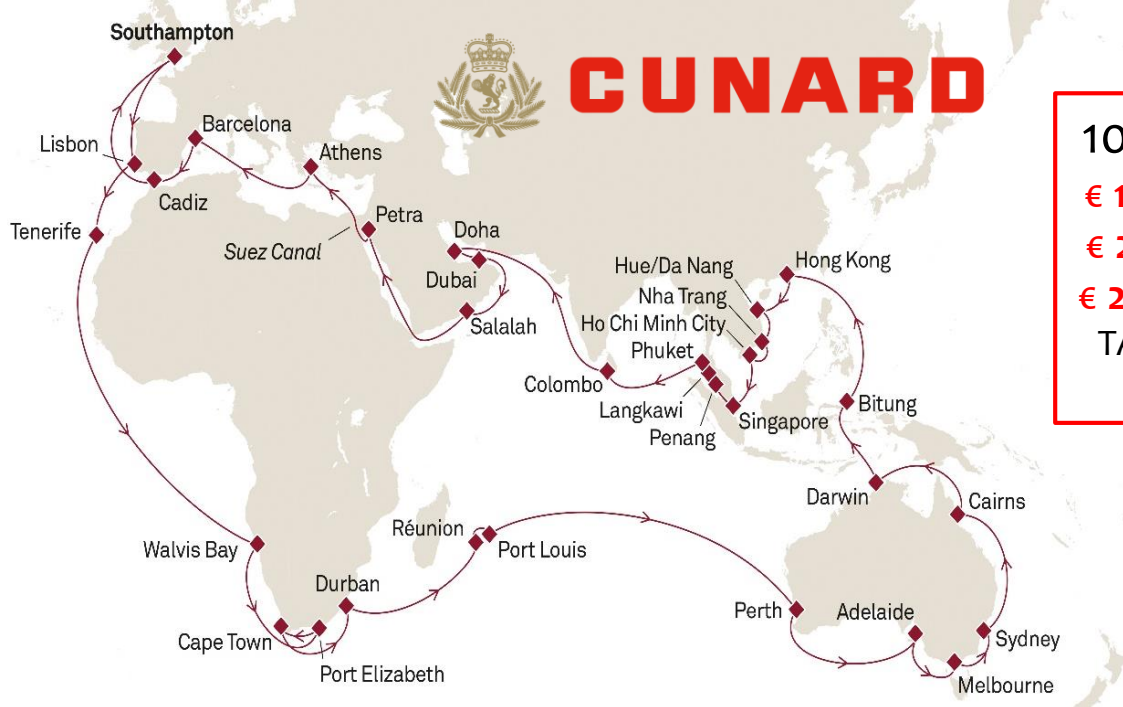 Southampton
CUNARD
Barcelona
Lisbon
Athens
Cadiz
Petra
Tenerife
Suez Canal
Doha
Dubai
Salalah
Hong Kong
Hue/Da Nang
Nha Trang
Ho Chi Minh City
Phuket
Colombo
Langkawi
Penang
Singapore
Bitung
Darwin
Cairns
Walvis Bay
Réunion
Port Louis
Durban
Cape Town
Port Elizabeth
Perth
Adelaide
Sydney
Melbourne
10
€ 1
€ 2
€ 2